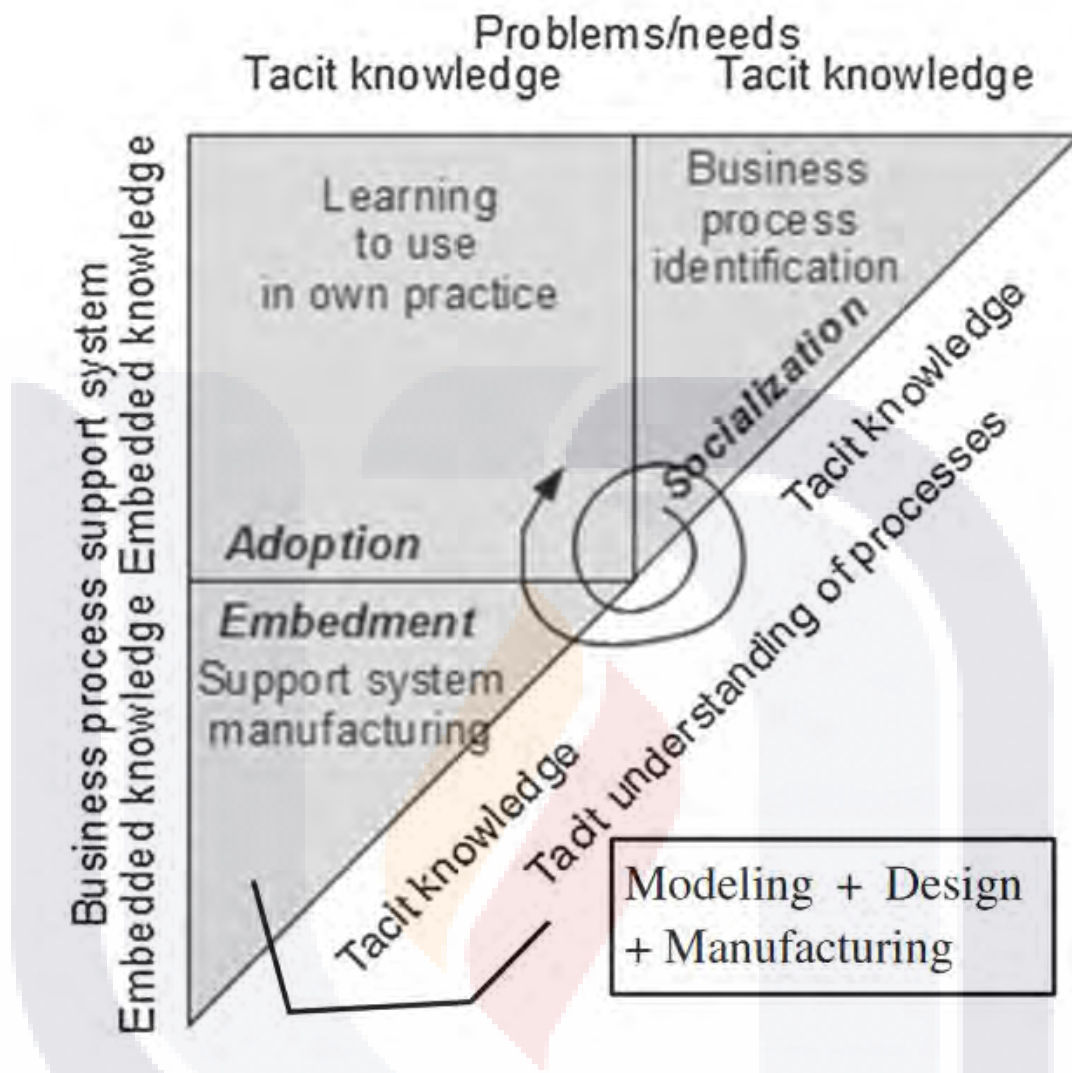 Problems/needs
Tacit knowledge Tacit knowledge
Learning
to use
in own practice
Business
process
identification
Socialization
Adoption
Embedment
Support system
manufacturing
Business process support system
Embedded knowledge Embedded knowledge
Tacit knowledge
Tacit knowledge
Tacit understanding of processes
Modeling + Design
+ Manufacturing